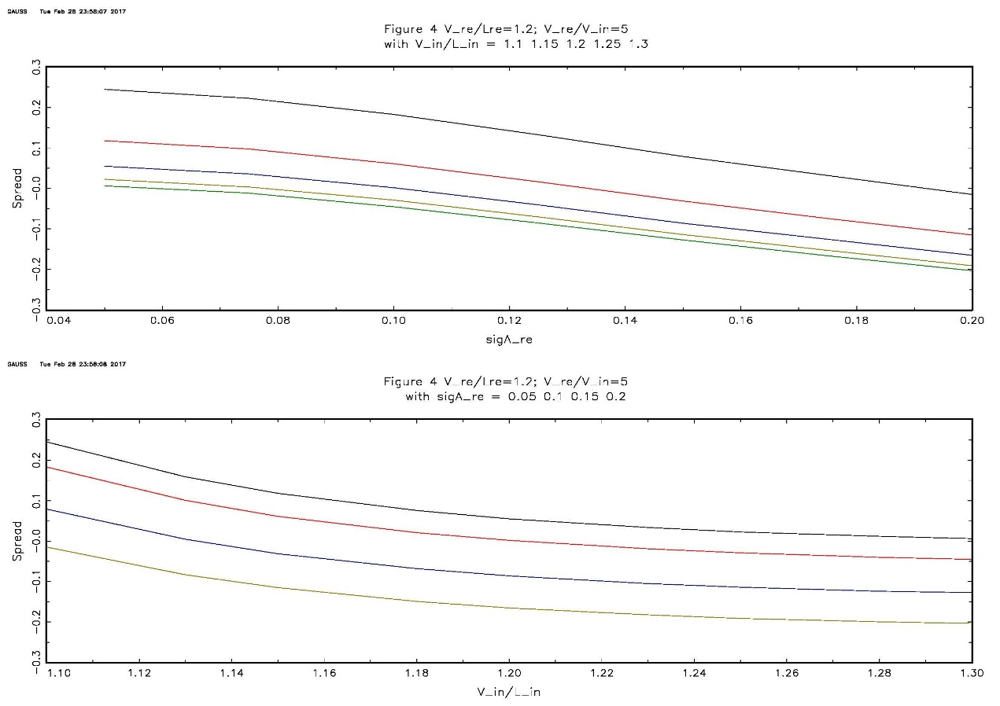 GAUSS Tue Feb 28 23:58:07 2017
Figure 4 V_re/Lre=1.2; V_re/V_in=5
with V_in/L_in = 1.1 1.15 1.2 1.25 1.3
0.3
0.2
0.1
-0.0
-0.1
-0.2
-0.3
Spread
0.04 0.06 0.08 0.10 0.12 0.14 0.16 0.18 0.20
sigA_re
GAUSS Tue Feb 28 23:58:08 2017
Figure 4 V_re/Lre=1.2; V_re/V_in=5
with sigA_re = 0.05 0.1 0.15 0.2
0.3
0.2
0.1
-0.0
-0.1
-0.2
-0.3
Spread
1.10 1.12 1.14 1.16 1.18 1.20 1.22 1.24 1.26 1.28 1.30
V_in/L_in